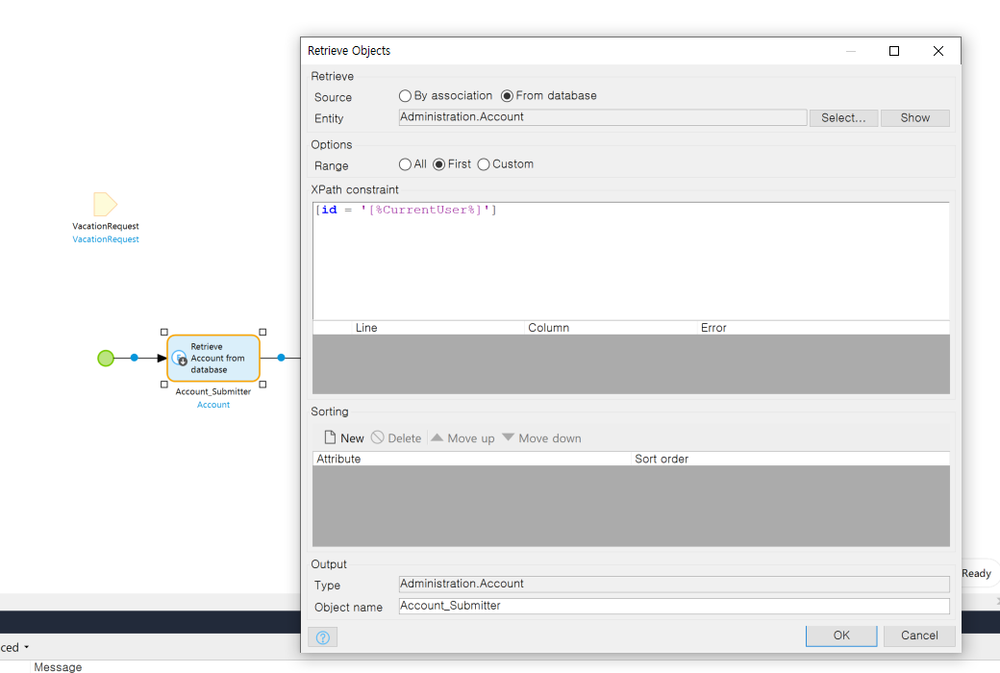 Retrieve Objects
Retrieve
Source By association From database
Entity Administration.Account Select... Show
Options
Range All First Custom
XPath constraint
[id = '[%CurrentUser%]']
Line Column Error
Sorting
New Delete Move up Move down
Attribute Sort order
Output
Type Administration.Account
Object name Account_Submitter
OK Cancel
VacationRequest
VacationRequest
Retrieve
Account from
database
Account_Submitter
Account
Ready
ced
Message